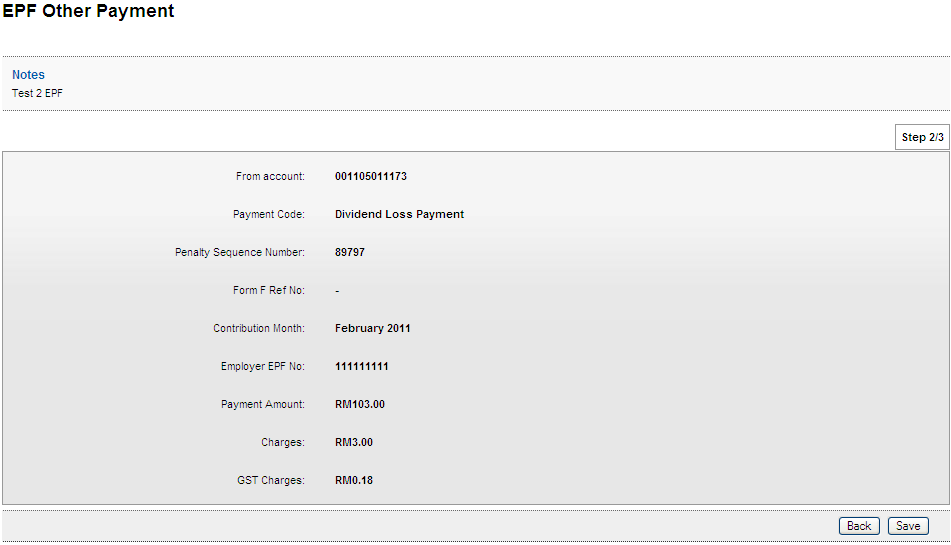 EPF Other Payment
Notes
Test 2 EPF
Step 2/3
From account: 001105011173
Payment Code: Dividend Loss Payment
Penalty Sequence Number: 89797
Form F Ref No: -
Contribution Month: February 2011
Employer EPF No: 111111111
Payment Amount: RM103.00
Charges: RM3.00
GST Charges: RM0.18
Back Save